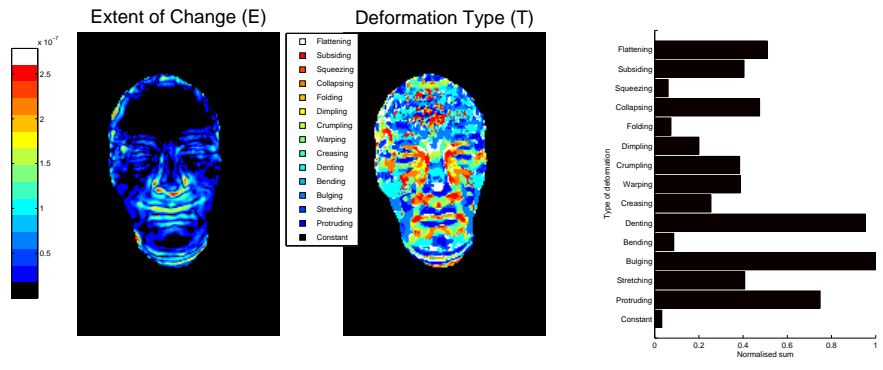 Extent of Change (E)
Deformation Type (T)
x 10⁻⁷
2.5
2
1.5
1
0.5
Flattening
Subsiding
Squeezing
Collapsing
Folding
Dimpling
Crumpling
Warping
Creasing
Denting
Bending
Bulging
Stretching
Protruding
Constant
Type of deformation
Flattening
Subsiding
Squeezing
Collapsing
Folding
Dimpling
Crumpling
Warping
Creasing
Denting
Bending
Bulging
Stretching
Protruding
Constant
0 0.2 0.4 0.6 0.8 1
Normalised sum